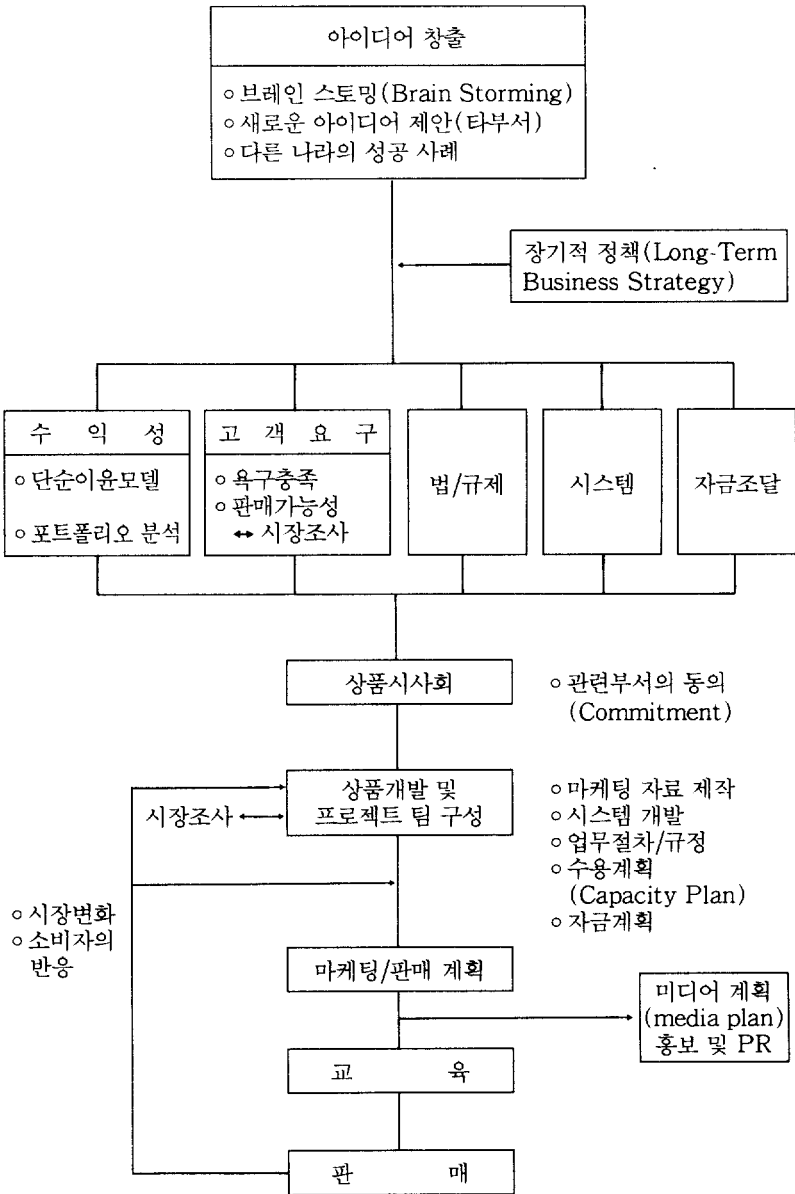 아이디어 창출
○ 브레인 스토밍(Brain Storming)
○ 새로운 아이디어 제안(타부서)
○ 다른 나라의 성공 사례
장기적 정책(Long-Term
Business Strategy)
수 익 성
○ 단순이윤모델
○ 포트폴리오 분석
고 객 요 구
○ 욕구충족
○ 판매가능성
↔ 시장조사
법/규제
시스템
자금조달
상품시사회
○ 관련부서의 동의
(Commitment)
시장조사
상품개발 및
프로젝트 팀 구성
○ 마케팅 자료 제작
○ 시스템 개발
○ 업무절차/규정
○ 수용계획
(Capacity Plan)
○ 자금계획
○ 시장변화
○ 소비자의
반응
마케팅/판매 계획
미디어 계획
(media plan)
홍보 및 PR
교 육
판 매